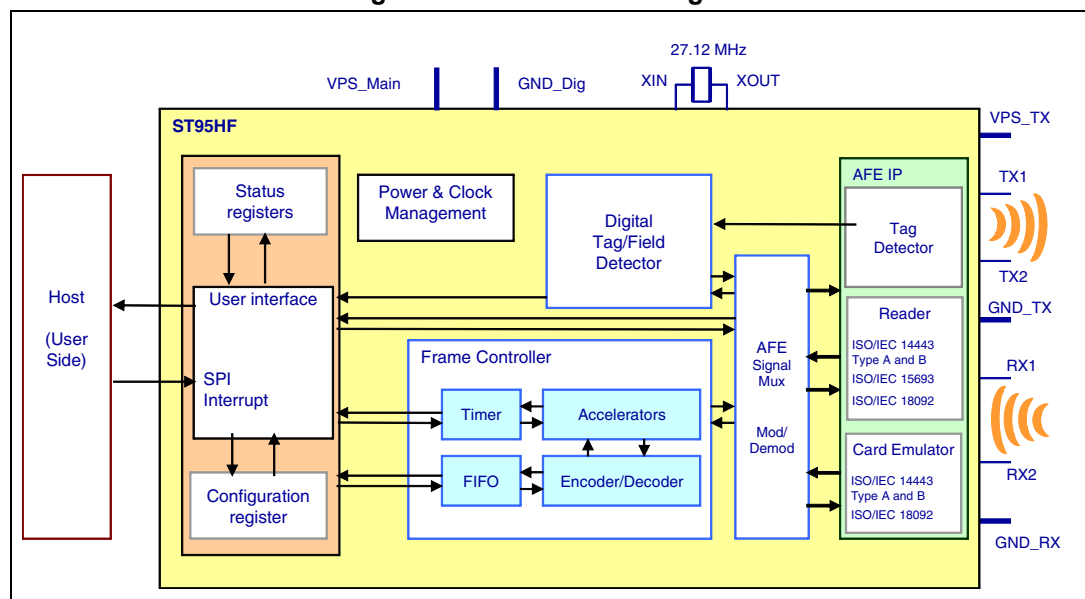 27.12 MHz
VPS_Main
GND_Dig
XIN
XOUT
ST95HF
VPS_TX
Host
(User
Side)
Status
registers
User interface
SPI
Interrupt
Configuration
register
Power & Clock
Management
Digital
Tag/Field
Detector
Frame Controller
Timer
Accelerators
FIFO
Encoder/Decoder
AFE
Signal
Mux
Mod/
Demod
AFE IP
Tag
Detector
Reader
ISO/IEC 14443
Type A and B
ISO/IEC 15693
ISO/IEC 18092
Card Emulator
ISO/IEC 14443
Type A and B
ISO/IEC 18092
TX1
TX2
GND_TX
RX1
RX2
GND_RX